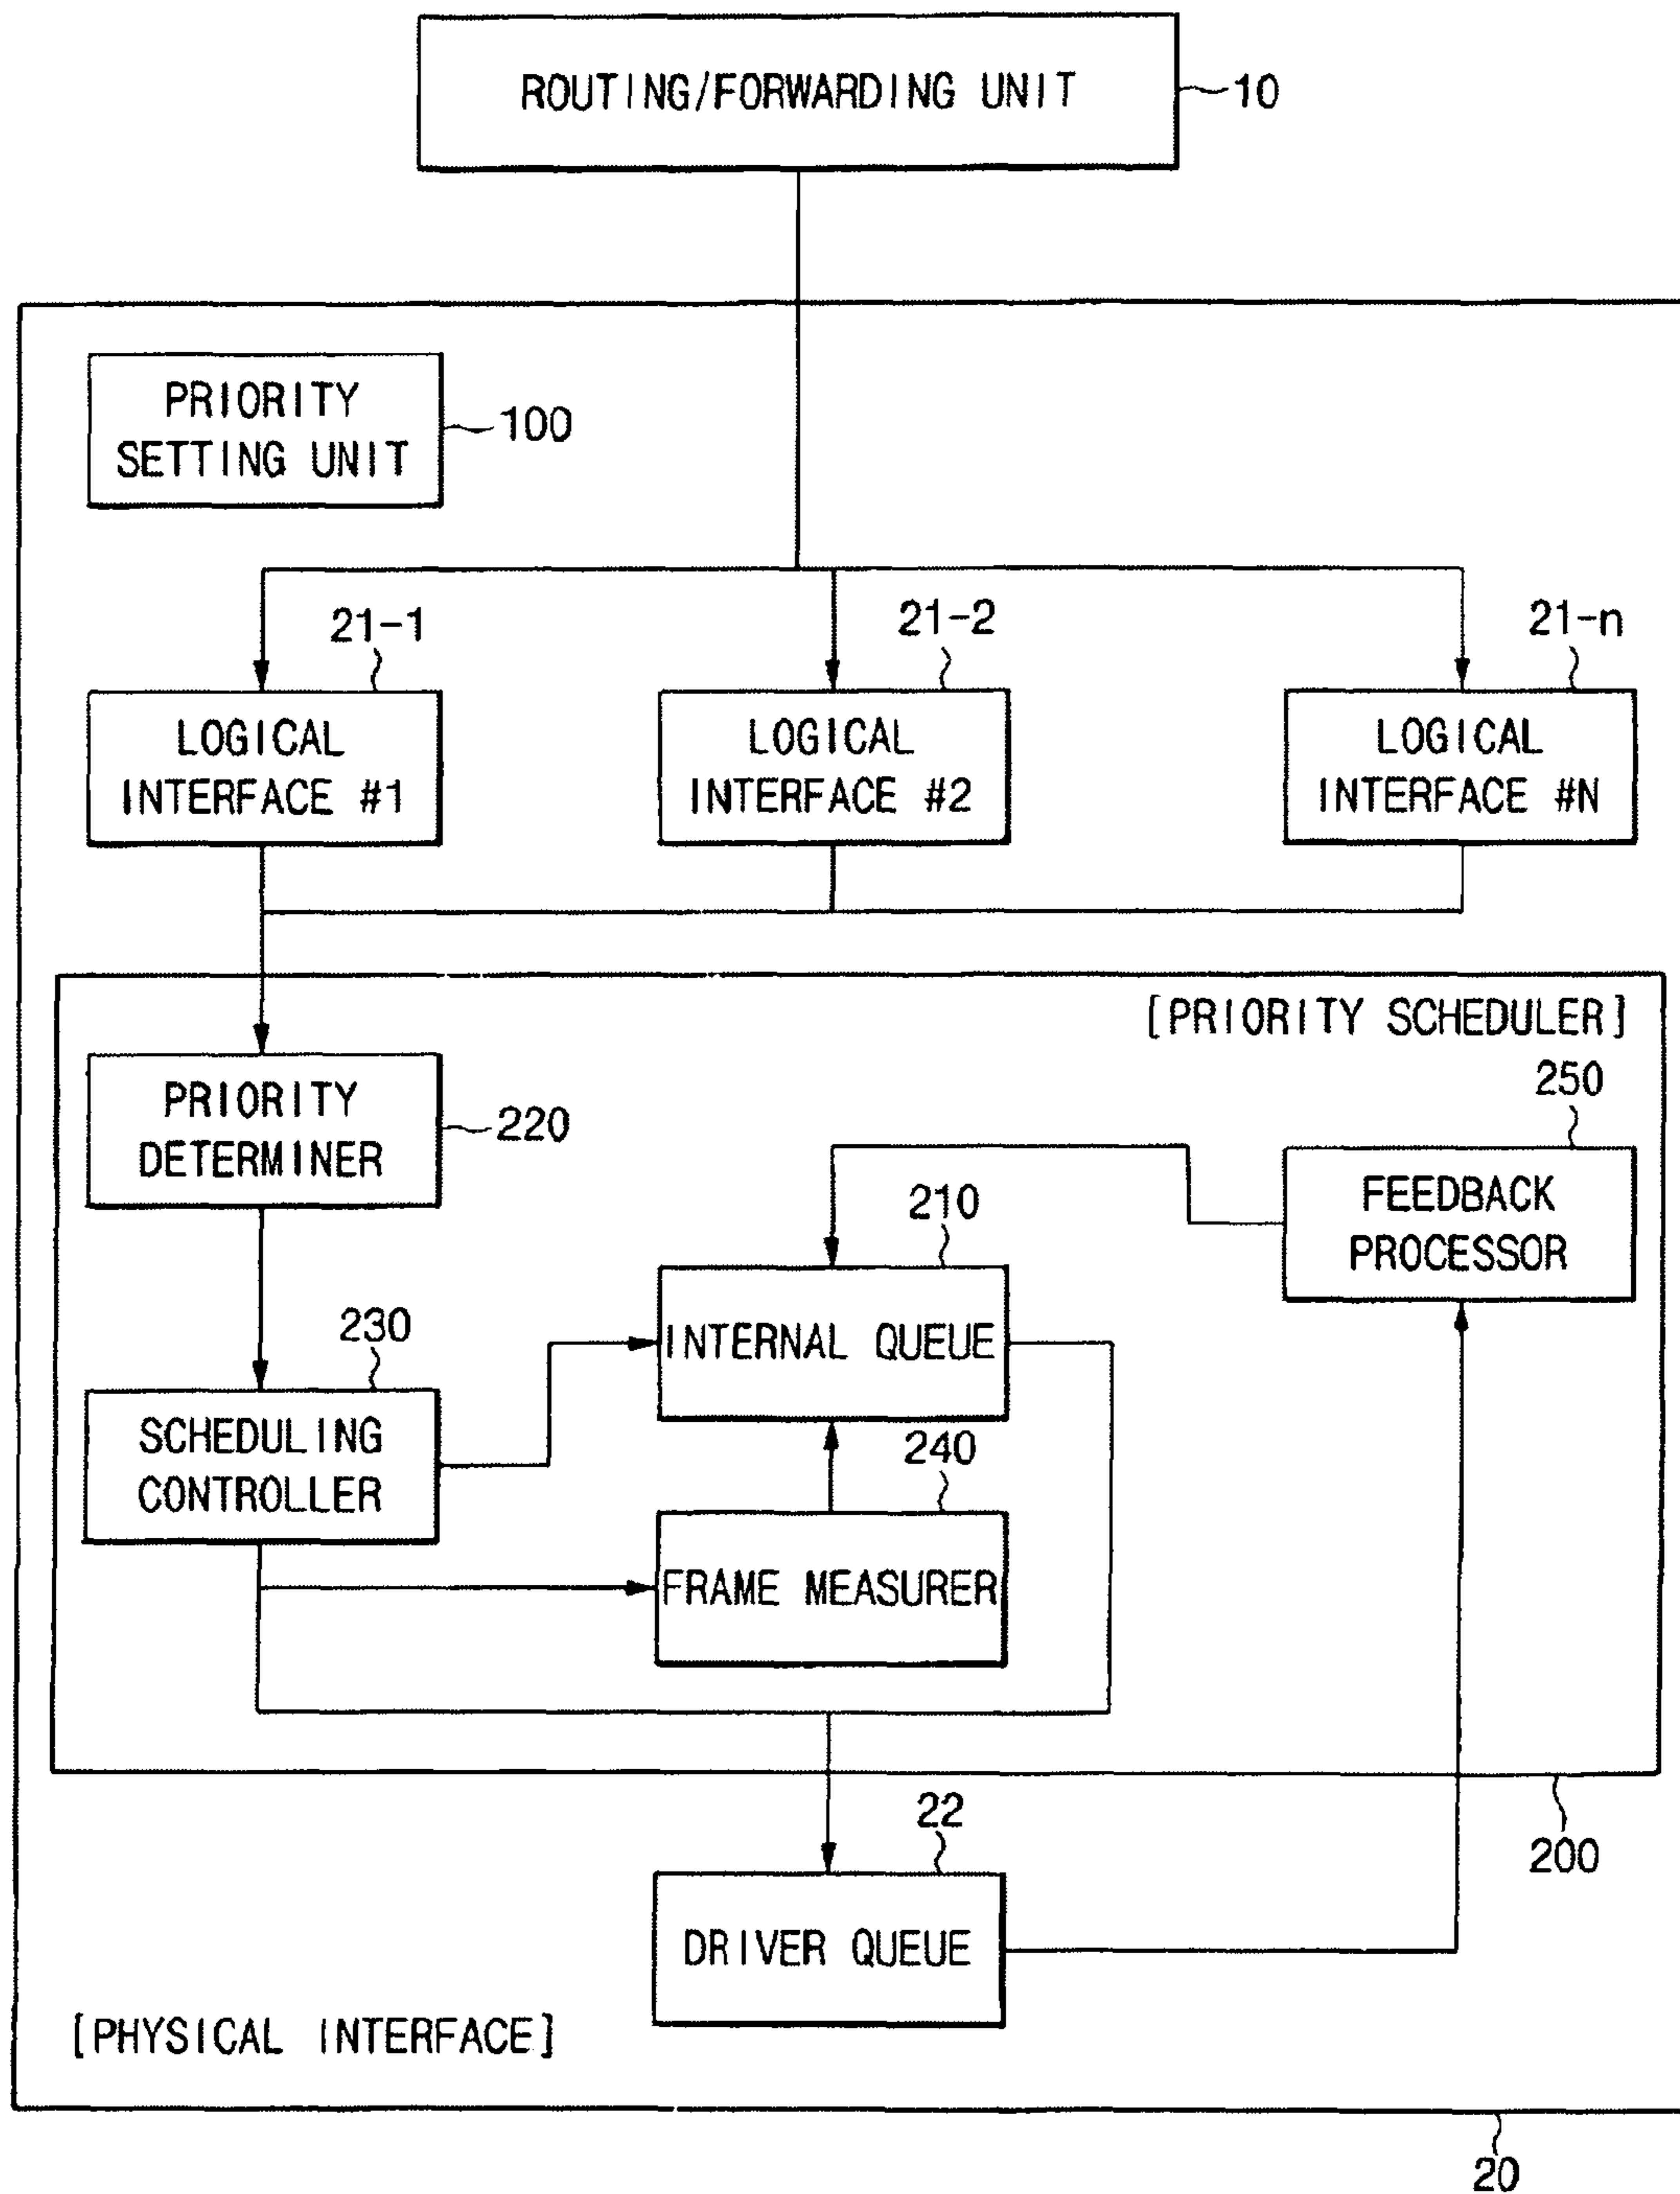 ROUTING/FORWARDING UNIT
10
PRIORITY
SETTING UNIT
100
21-1
21-2
21-n
LOGICAL
INTERFACE #1
LOGICAL
INTERFACE #2
LOGICAL
INTERFACE #N
[PRIORITY SCHEDULER]
PRIORITY
DETERMINER
220
250
FEEDBACK
PROCESSOR
210
INTERNAL QUEUE
230
SCHEDULING
CONTROLLER
240
FRAME MEASURER
200
22
DRIVER QUEUE
[PHYSICAL INTERFACE]
20